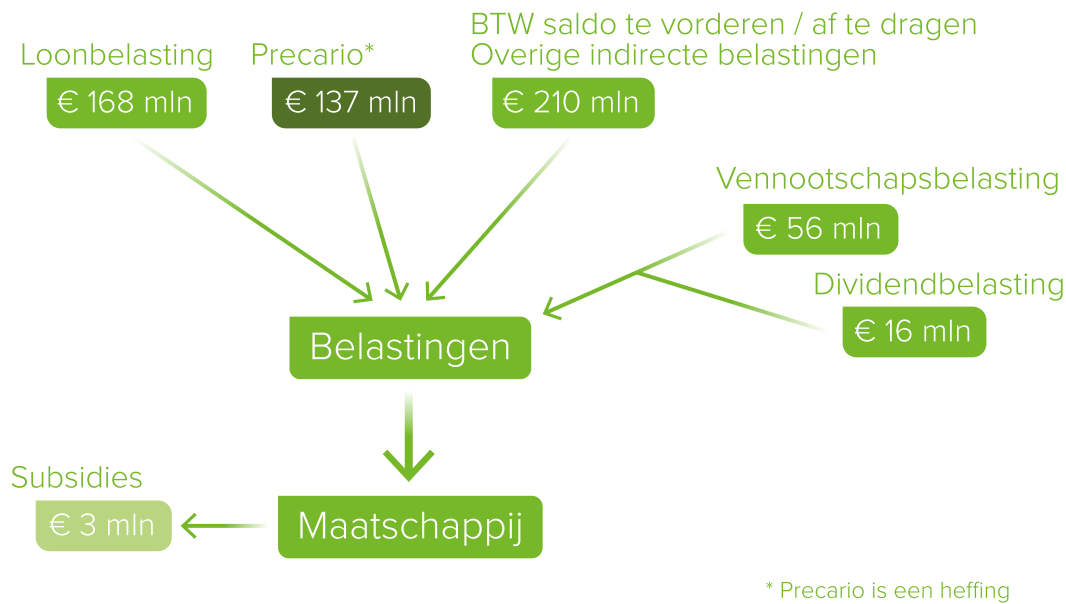 BTW saldo te vorderen / af te dragen
Loonbelasting
Precario*
Overige indirecte belastingen
€ 168 mln
€ 137 mln
€ 210 mln
Vennootschapsbelasting
€ 56 mln
Dividendbelasting
€ 16 mln
Belastingen
Subsidies
€ 3 mln
Maatschappij
* Precario is een heffing